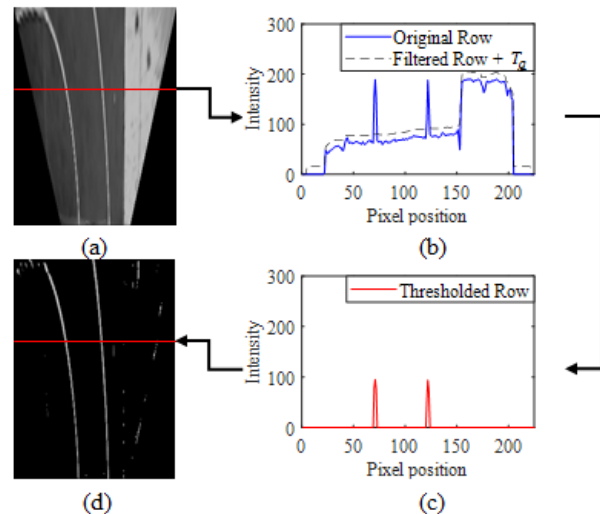 (a)
Intensity
300
200
100
0
Original Row
Filtered Row + Tg
0 50 100 150 200
Pixel position
(b)
(d)
Intensity
300
200
100
0
Thresholded Row
0 50 100 150 200
Pixel position
(c)